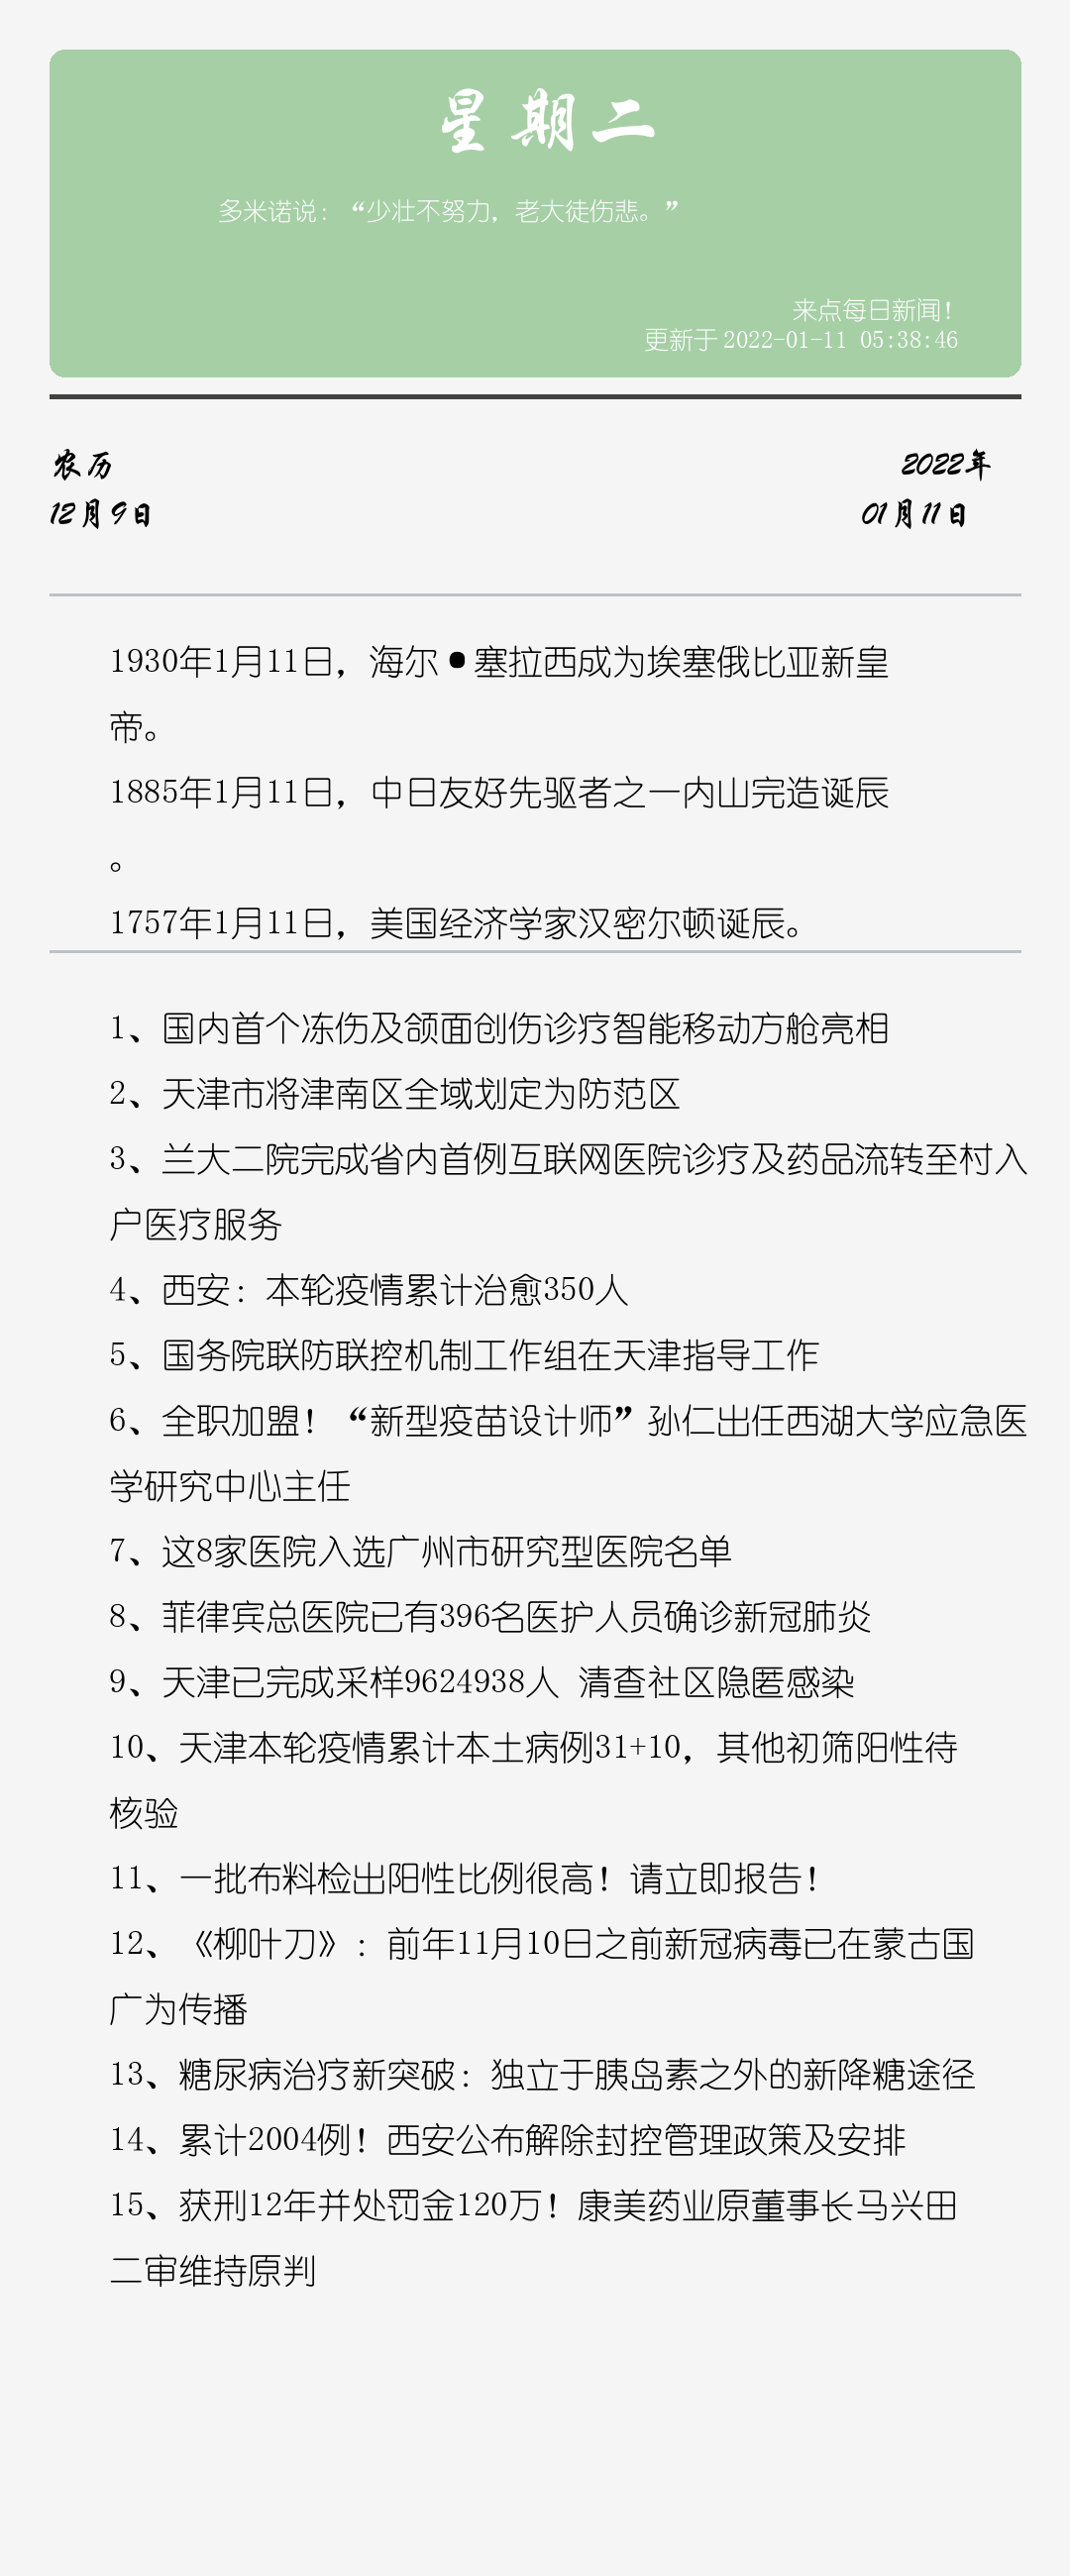 星期二
多米诺说：“少壮不努力，老大徒伤悲。”
来点每日新闻！
更新于 2022-01-11 05:38:46
农历
2022年
12月9日
01月11日
1930年1月11日，海尔•塞拉西成为埃塞俄比亚新皇
帝。
1885年1月11日，中日友好先驱者之一内山完造诞辰
。
1757年1月11日，美国经济学家汉密尔顿诞辰。
1、国内首个冻伤及颌面创伤诊疗智能移动方舱亮相
2、天津市将津南区全域划定为防范区
3、兰大二院完成省内首例互联网医院诊疗及药品流转至村入
户医疗服务
4、西安：本轮疫情累计治愈350人
5、国务院联防联控机制工作组在天津指导工作
6、全职加盟！“新型疫苗设计师”孙仁出任西湖大学应急医
学研究中心主任
7、这8家医院入选广州市研究型医院名单
8、菲律宾总医院已有396名医护人员确诊新冠肺炎
9、天津已完成采样9624938人 清查社区隐匿感染
10、天津本轮疫情累计本土病例31+10，其他初筛阳性待
核验
11、一批布料检出阳性比例很高！请立即报告！
12、《柳叶刀》：前年11月10日之前新冠病毒已在蒙古国
广为传播
13、糖尿病治疗新突破：独立于胰岛素之外的新降糖途径
14、累计2004例！西安公布解除封控管理政策及安排
15、获刑12年并处罚金120万！康美药业原董事长马兴田
二审维持原判